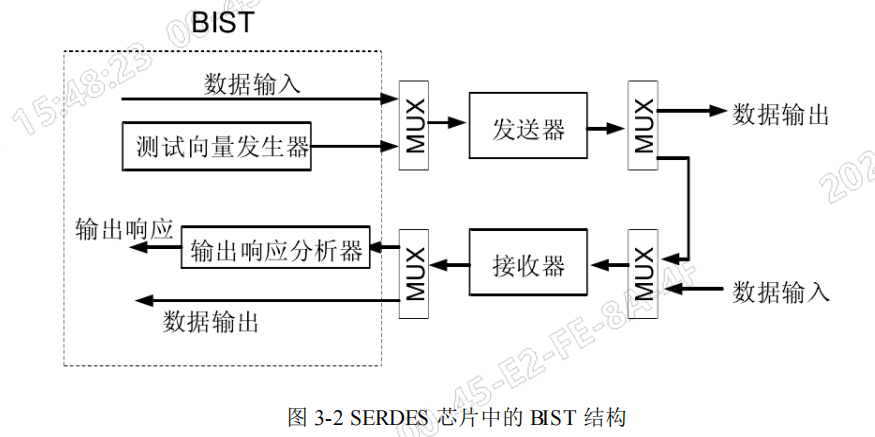 BIST
数据输入
测试向量发生器
MUX
发送器
MUX
数据输出
输出响应
输出响应分析器
MUX
接收器
MUX
数据输入
数据输出
图 3-2 SERDES 芯片中的 BIST 结构
15:48:23
45-E2-FE-8A-4F
202